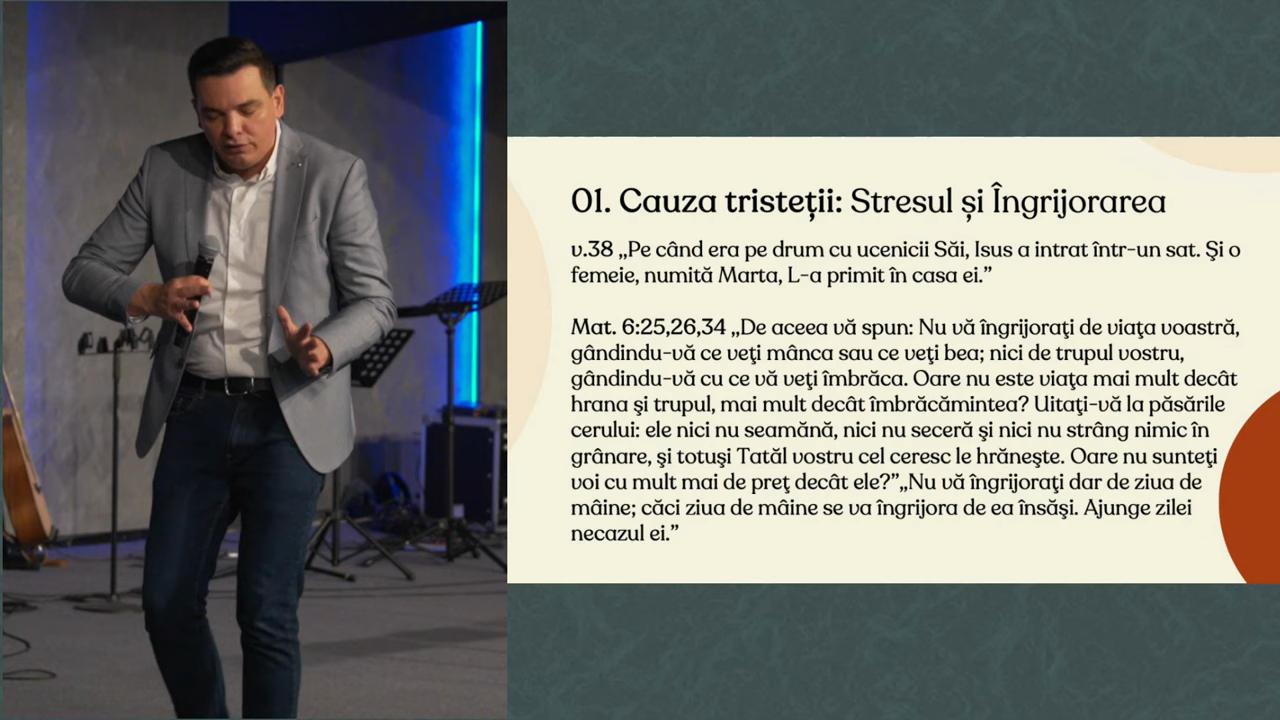 01. Cauza tristeții: Stresul și Îngrijorarea
v.38 „Pe când era pe drum cu ucenicii Săi, Isus a intrat într-un sat. Şi o
femeie, numită Marta, L-a primit în casa ei.”
Mat. 6:25,26,34 „De aceea vă spun: Nu vă îngrijoraţi de viaţa voastră,
gândindu-vă ce veţi mânca sau ce veţi bea; nici de trupul vostru,
gândindu-vă cu ce vă veţi îmbrăca. Oare nu este viaţa mai mult decât
hrana şi trupul, mai mult decât îmbrăcămintea? Uitaţi-vă la păsările
cerului: ele nici nu seamănă, nici nu seceră şi nici nu strâng nimic în
grânare, şi totuşi Tatăl vostru cel ceresc le hrăneşte. Oare nu sunteţi
voi cu mult mai de preţ decât ele?”„Nu vă îngrijoraţi dar de ziua de
mâine; căci ziua de mâine se va îngrijora de ea însăşi. Ajunge zilei
necazul ei.”